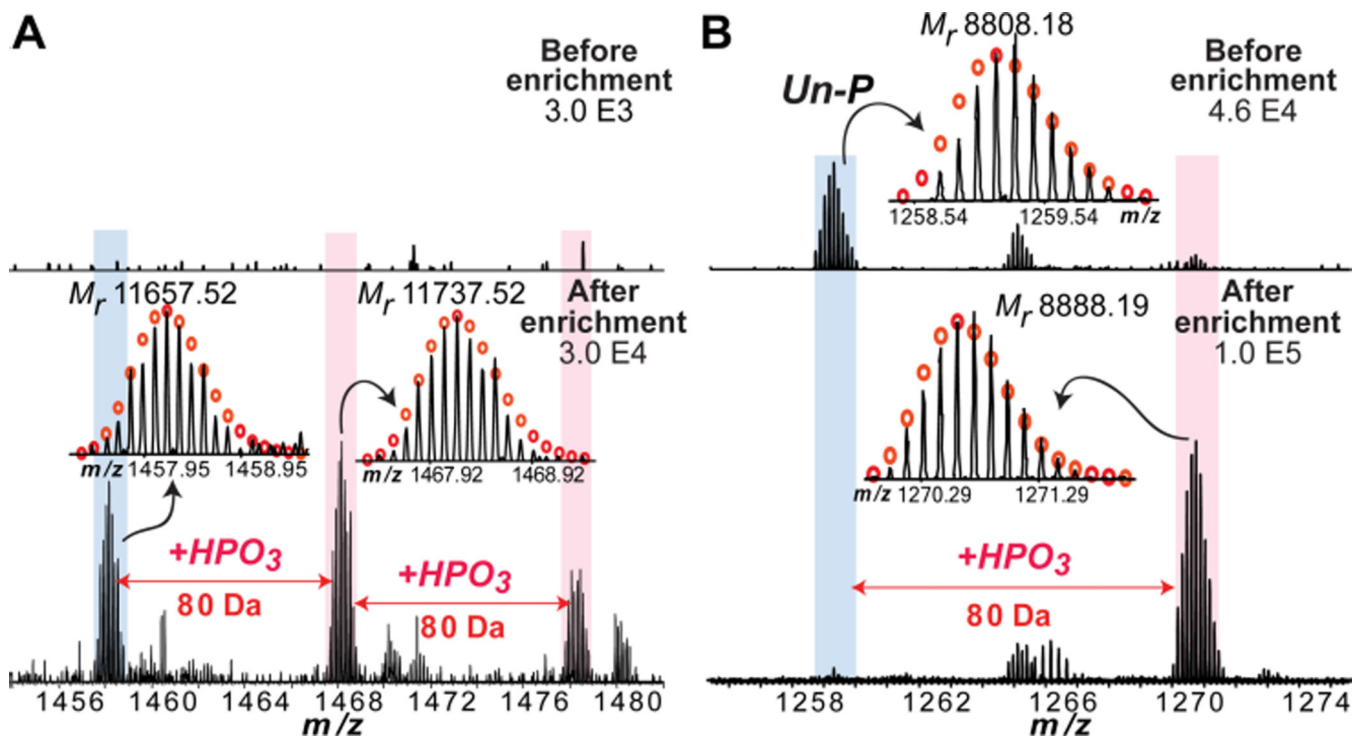 A
Before
enrichment
3.0 E3
Mr 11657.52
Mr 11737.52
After
enrichment
3.0 E4
m/z 1457.95 1458.95
m/z 1467.92 1468.92
+HPO3
80 Da
+HPO3
80 Da
1456 1460 1464 1468 1472 1476 1480
m/z
B
Mr 8808.18
Un-P
Before
enrichment
4.6 E4
1258.54 1259.54 m/z
Mr 8888.19
After
enrichment
1.0 E5
m/z 1270.29 1271.29
+HPO3
80 Da
1258 1262 1266 1270 1274
m/z